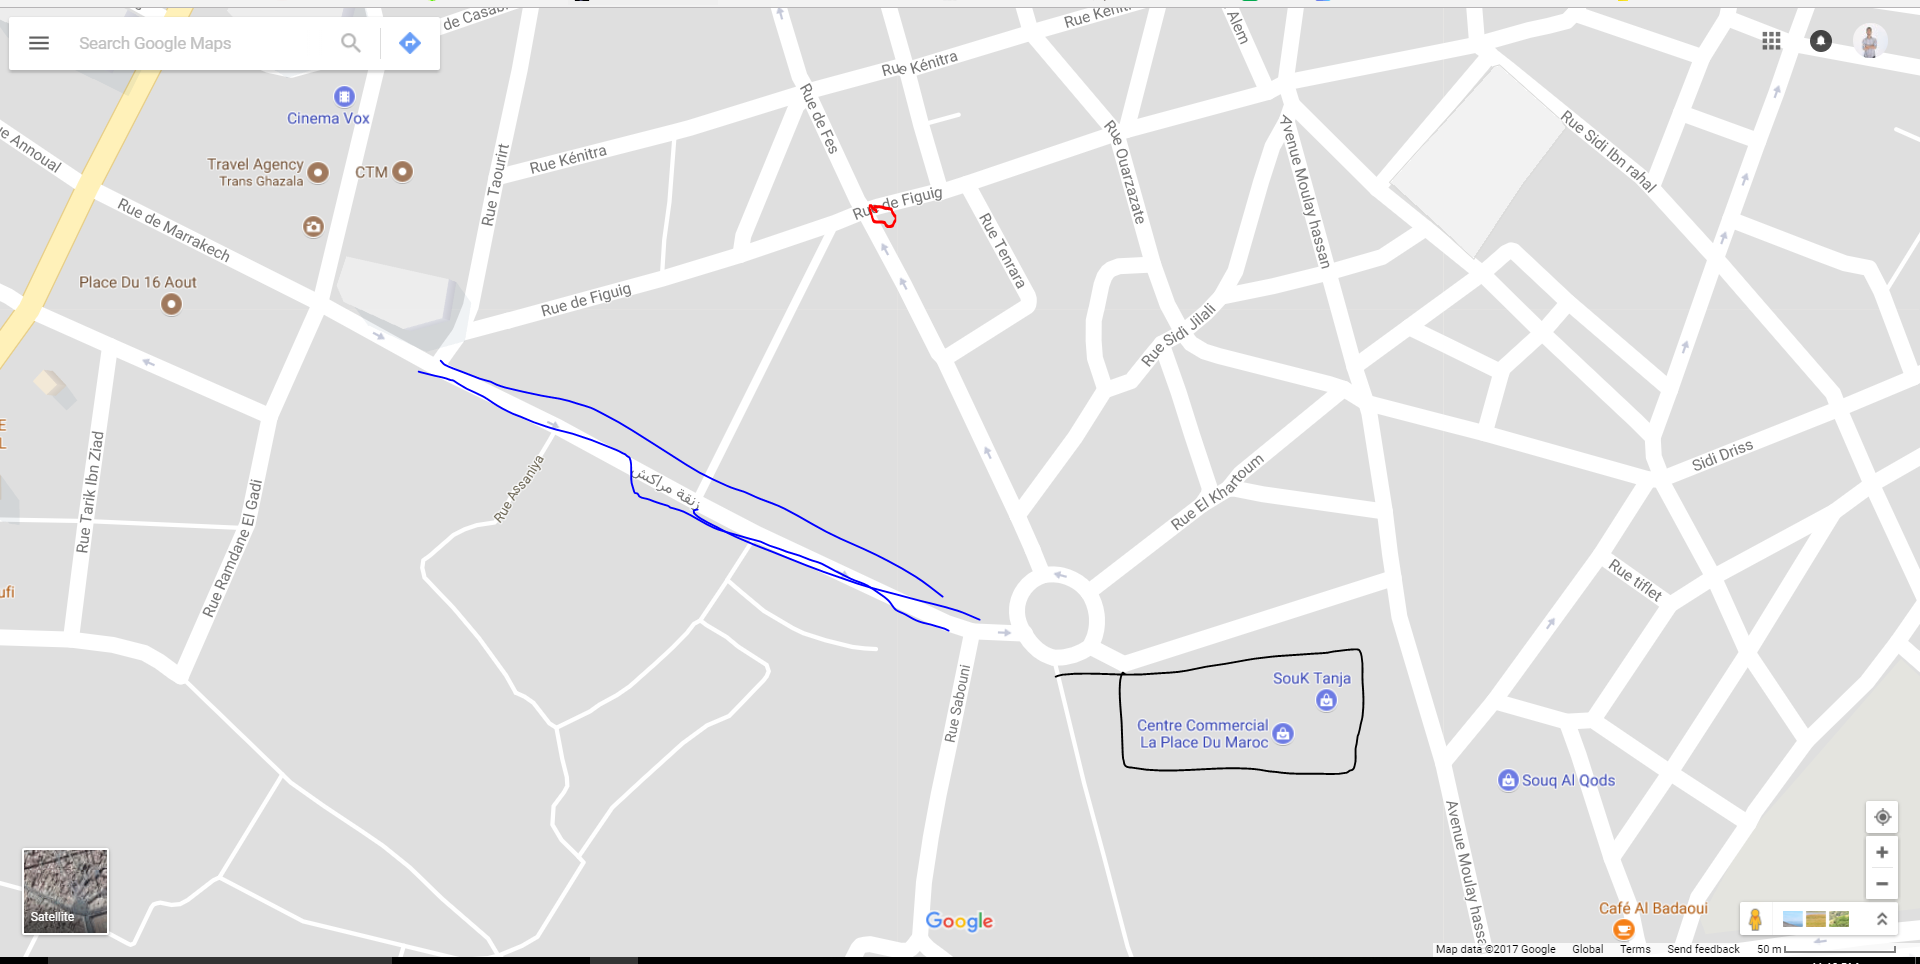 de Casab
Search Google Maps
Rue Kénitra
Rue Kéni
Alem
Cinema Vox
Rue de Fes
Rue Annoual
Rue Taourirt
Rue Kénitra
Travel Agency
Trans Ghazala
CTM
Rue Ouarzazate
Avenue Moulay hassan
Rue Sidi Ibn rahal
Rue de Marrakech
Rue de Figuig
Rue Tenrara
Place Du 16 Aout
Rue de Figuig
Rue Sidi Jilali
E
L
Rue Tarik Ibn Ziad
Rue Ramdane El Gadi
Rue Assaniya
زنقة مراكش
Rue El Khartoum
Sidi Driss
ufi
Rue tiflet
Rue Sabouni
SouK Tanja
Centre Commercial
La Place Du Maroc
Souq Al Qods
Avenue Moulay hassa
Satellite
Google
Café Al Badaoui
Map data ©2017 Google Global Terms Send feedback 50 m